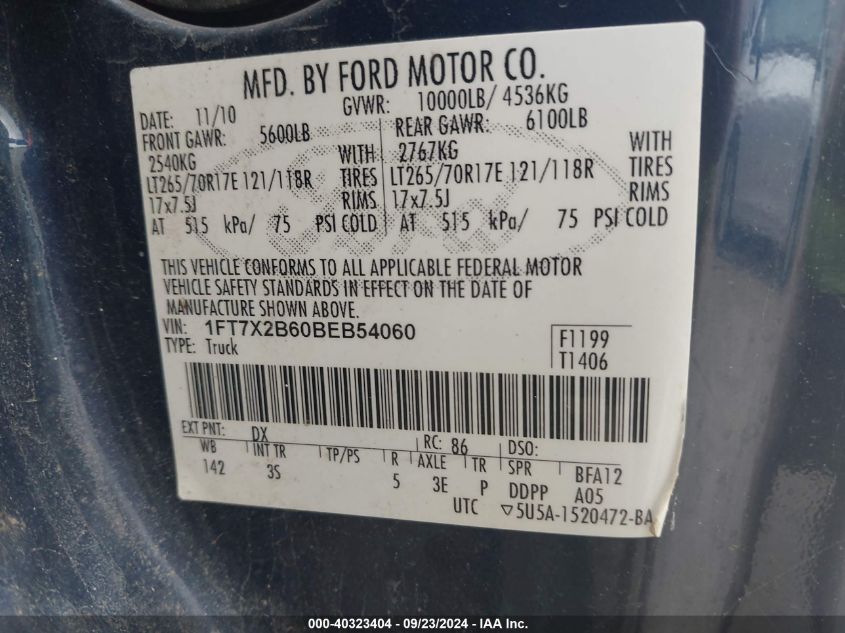 MFD. BY FORD MOTOR CO.
DATE: 11/10 GVWR: 10000LB/ 4536KG
FRONT GAWR: 5600LB REAR GAWR: 6100LB
2540KG WITH 2767KG WITH
LT265/70R17E 121/118R TIRES LT265/70R17E 121/118R TIRES
17x7.5J RIMS 17x7.5J RIMS
AT 515 kPa/ 75 PSI COLD AT 515 kPa/ 75 PSI COLD
Ford
THIS VEHICLE CONFORMS TO ALL APPLICABLE FEDERAL MOTOR
VEHICLE SAFETY STANDARDS IN EFFECT ON THE DATE OF
MANUFACTURE SHOWN ABOVE.
VIN: 1FT7X2B60BEB54060 F1199
TYPE: Truck T1406
EXT PNT: DX RC: 86 DSO:
WB INT TR TP/PS R AXLE TR SPR BFA12
142 3S 5 3E P DDPP A05
UTC ▽5U5A-1520472-BA
000-40323404 - 09/23/2024 - IAA Inc.